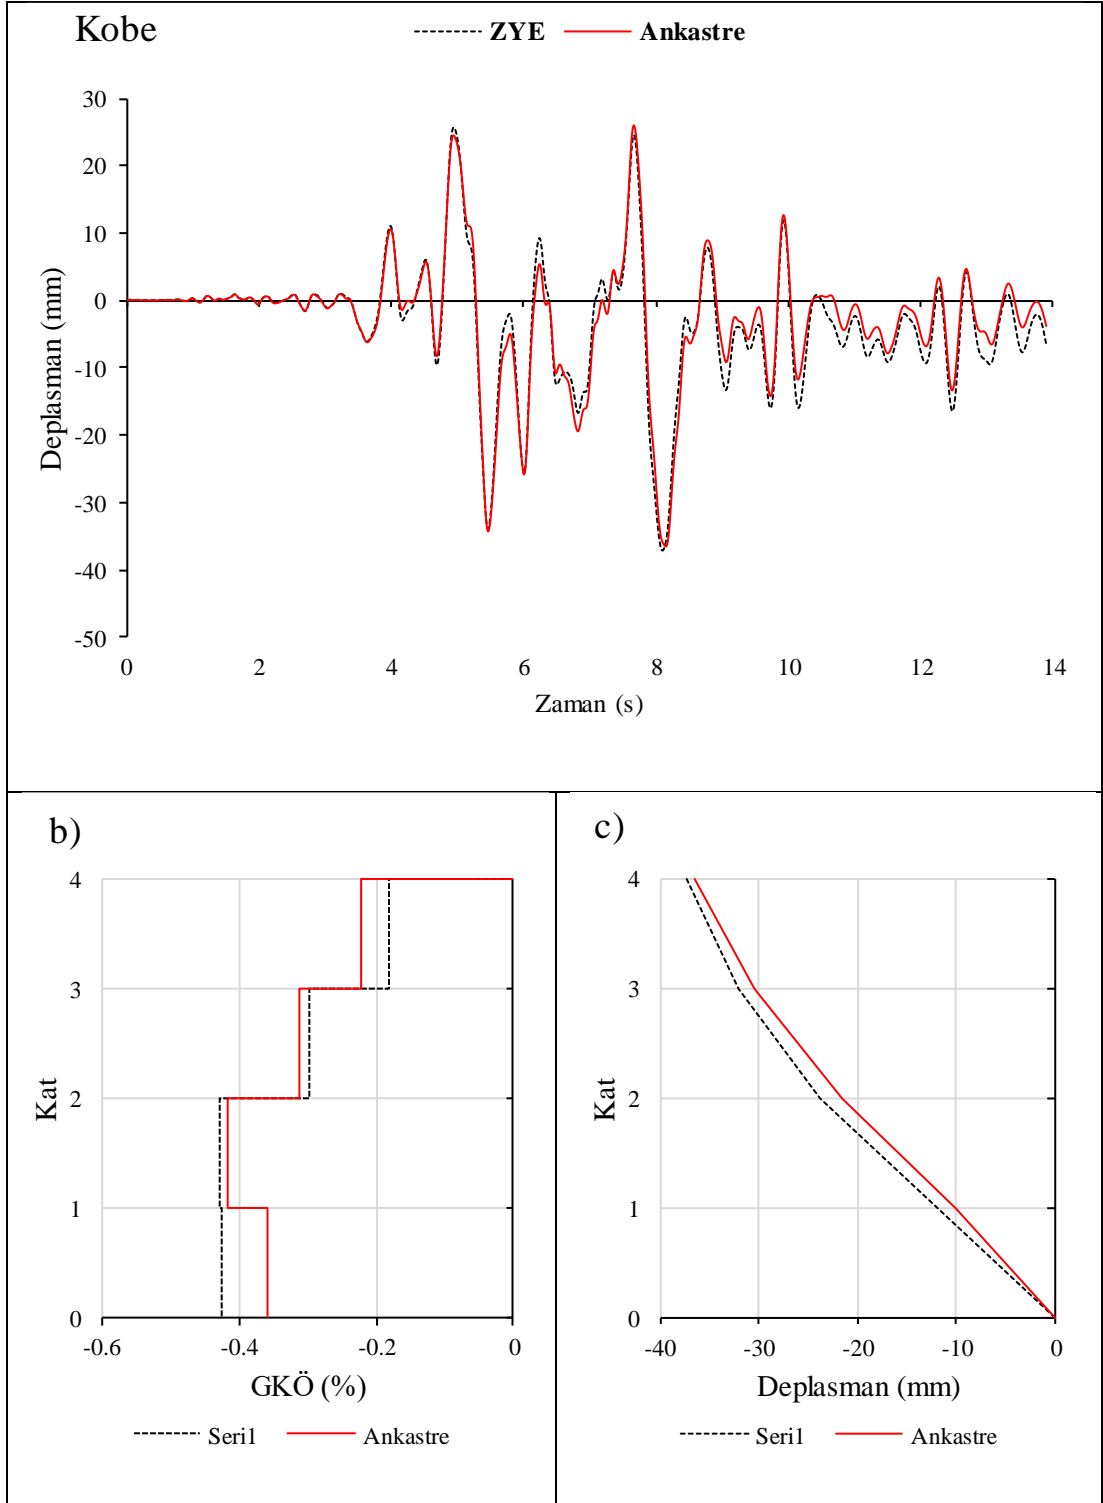 Kobe
ZYE Ankastre
30
20
10
0
-10
-20
-30
-40
-50
Deplasman (mm)
0 2 4 6 8 10 12 14
Zaman (s)
b)
4
3
2
1
0
Kat
-0.6 -0.4 -0.2 0
GKÖ (%)
Seri1 Ankastre
c)
4
3
2
1
0
Kat
-40 -30 -20 -10 0
Deplasman (mm)
Seri1 Ankastre